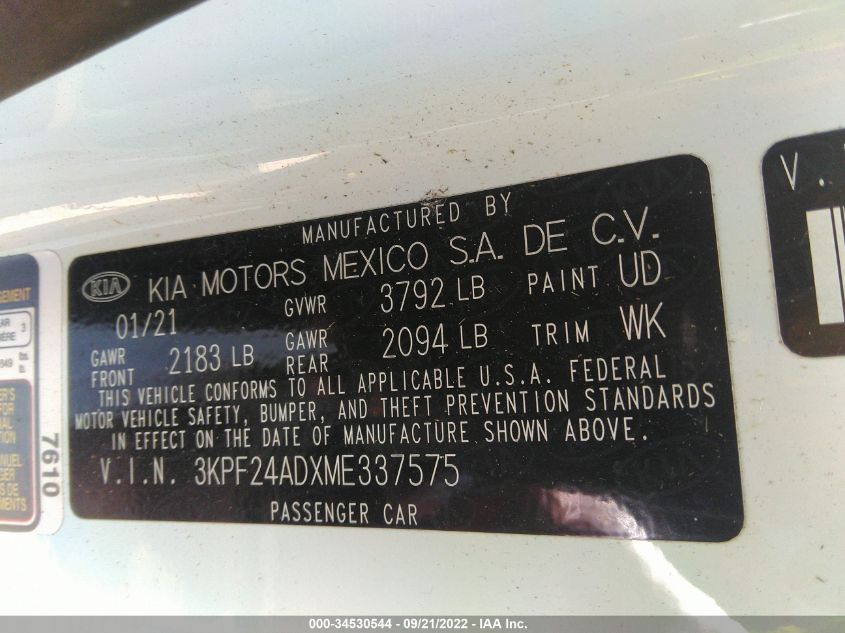 MANUFACTURED BY
KIA KIA MOTORS MEXICO S.A. DE C.V.
01/21 GVWR 3792 LB PAINT UD
GAWR FRONT 2183 LB GAWR REAR 2094 LB TRIM WK
THIS VEHICLE CONFORMS TO ALL APPLICABLE U.S.A. FEDERAL
MOTOR VEHICLE SAFETY, BUMPER, AND THEFT PREVENTION STANDARDS
IN EFFECT ON THE DATE OF MANUFACTURE SHOWN ABOVE.
V.I.N. 3KPF24ADXME337575
PASSENGER CAR
7610
V.
000-34530544 - 09/21/2022 - IAA Inc.